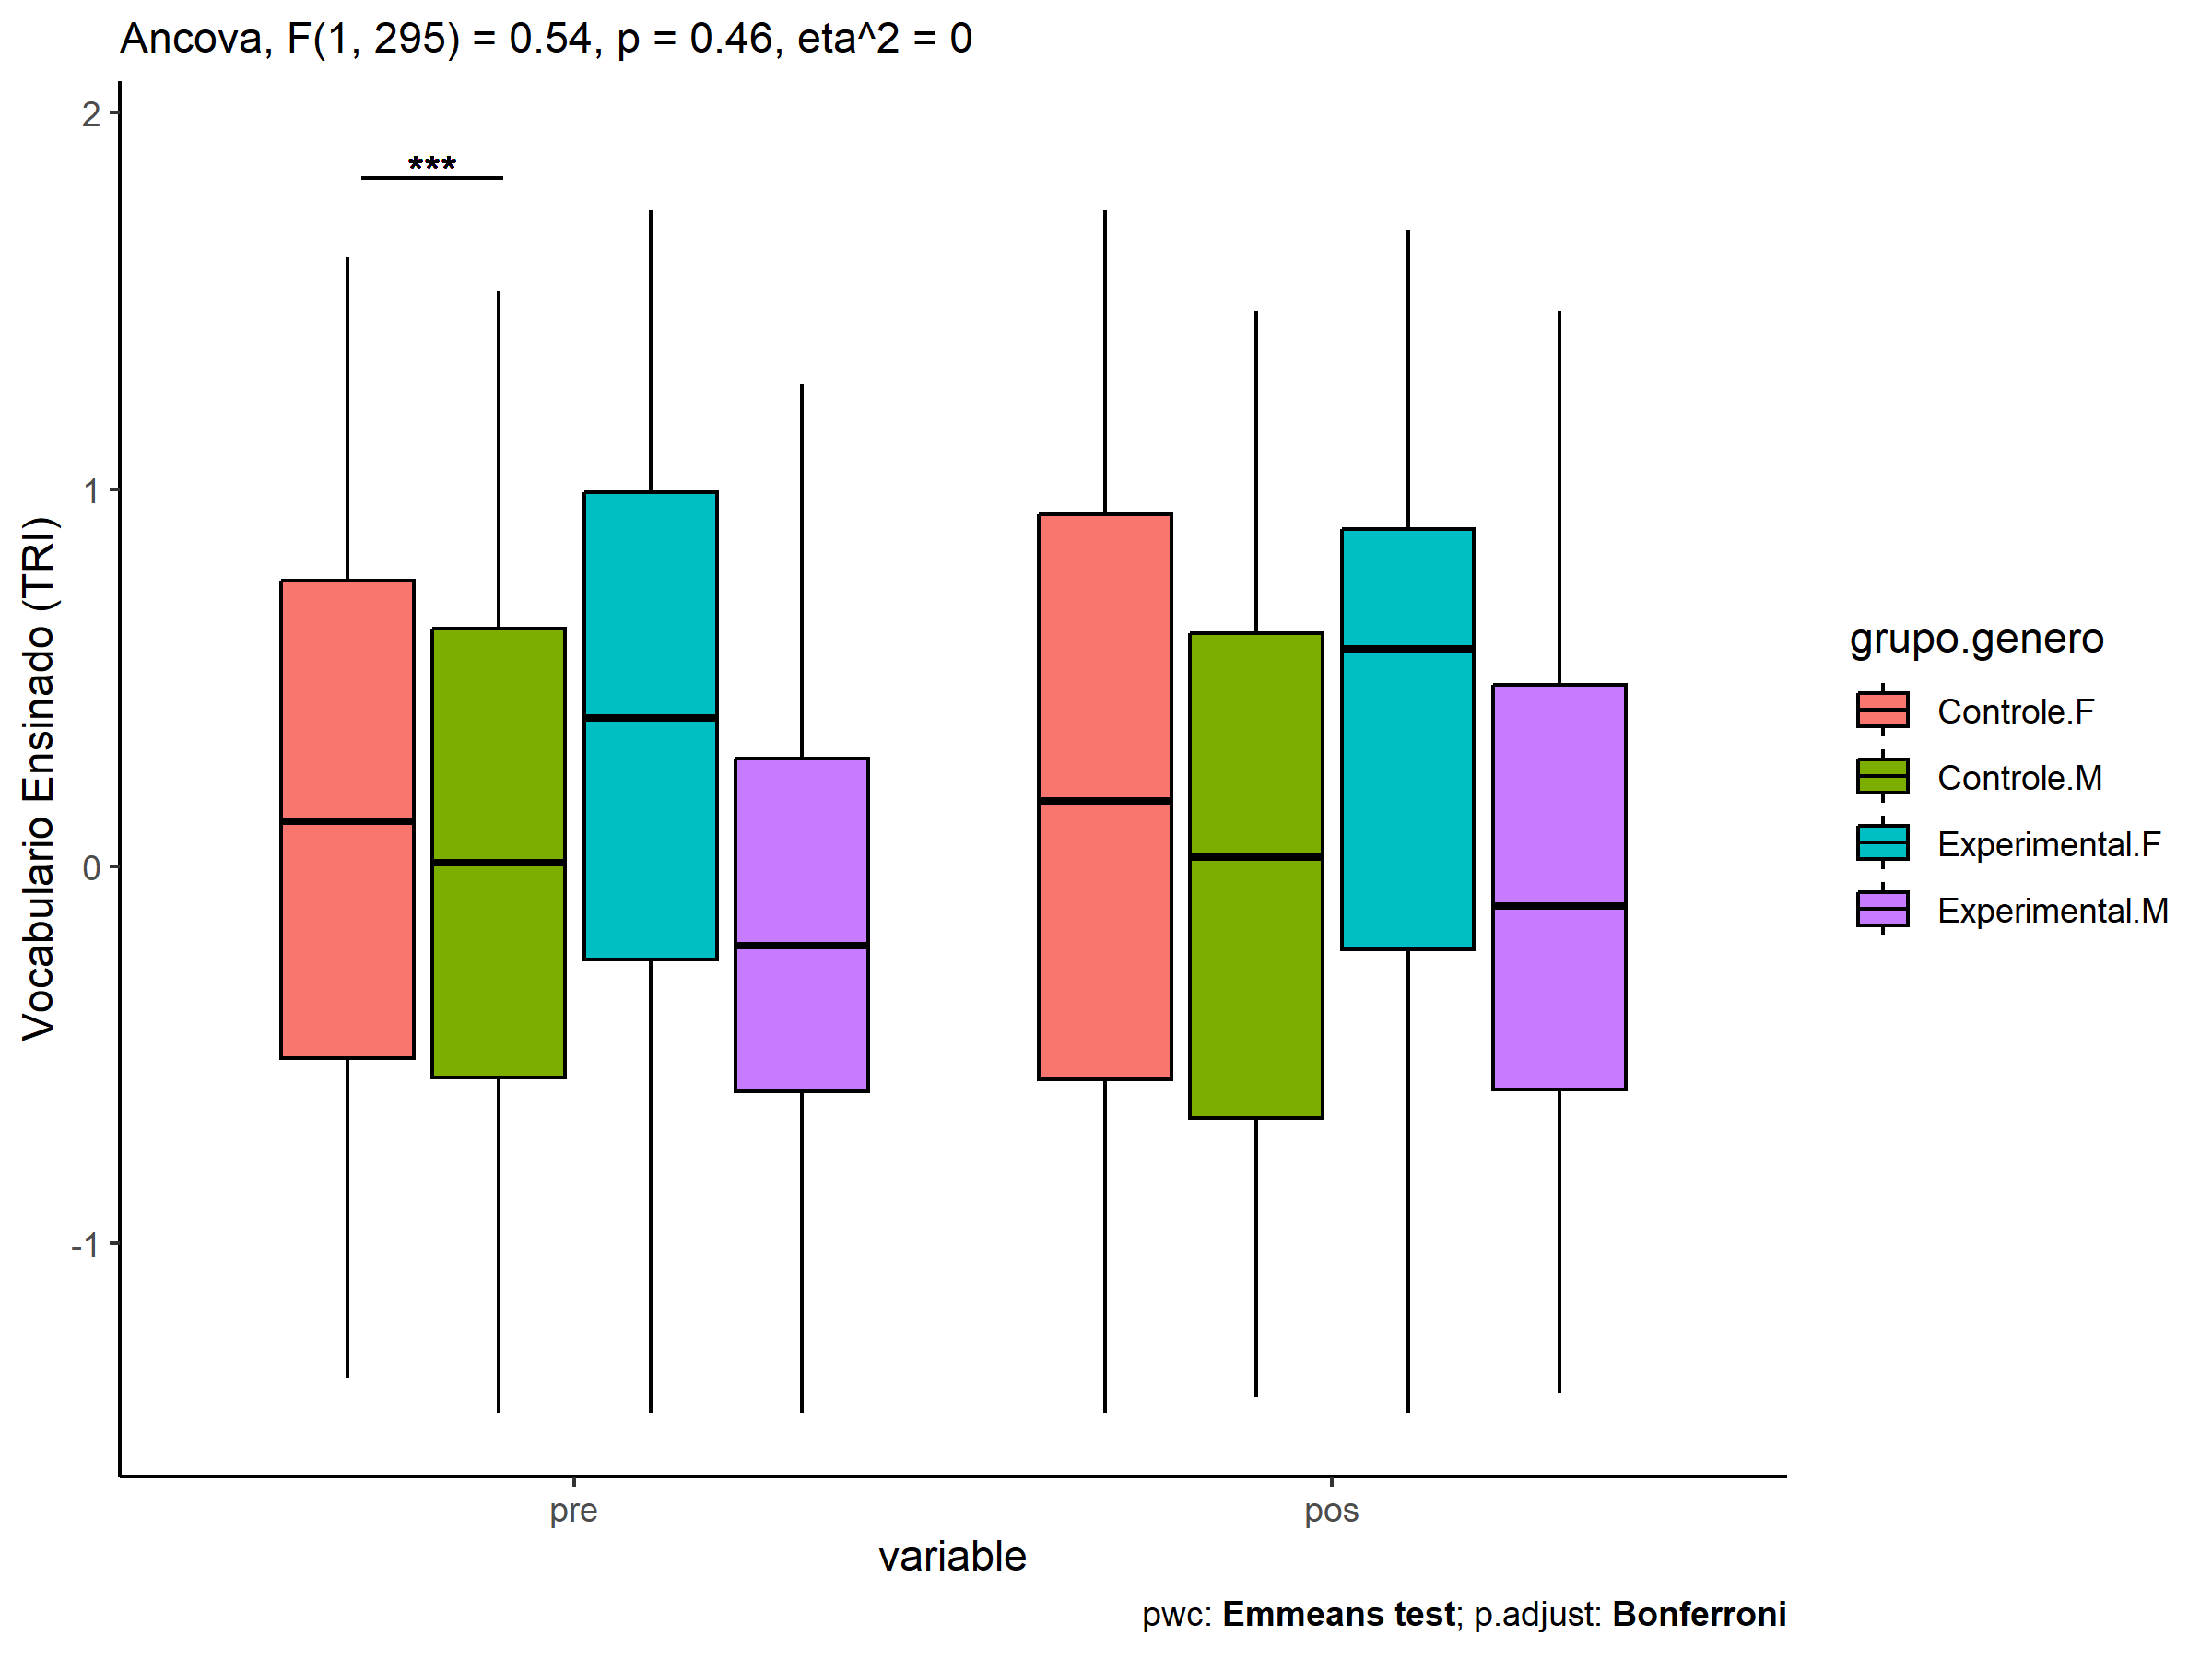 Ancova, F(1, 295) = 0.54, p = 0.46, eta^2 = 0
2
***
1
0
-1
Vocabulario Ensinado (TRI)
pre
pos
variable
grupo.genero
Controle.F
Controle.M
Experimental.F
Experimental.M
pwc: Emmeans test; p.adjust: Bonferroni